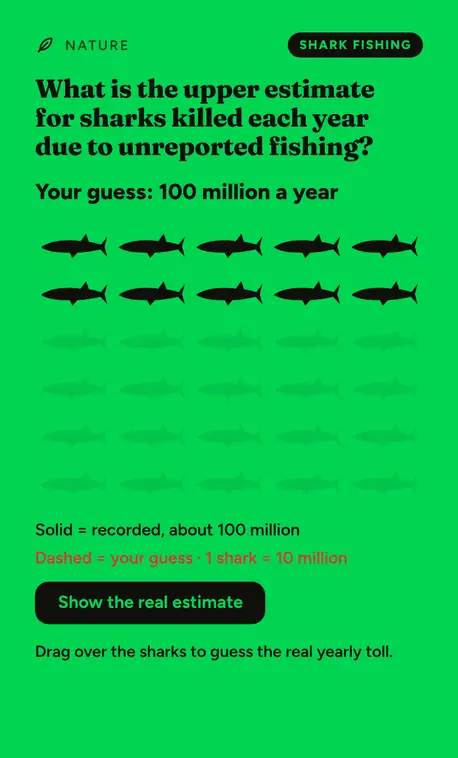 NATURE
SHARK FISHING
What is the upper estimate
for sharks killed each year
due to unreported fishing?
Your guess: 100 million a year
Solid = recorded, about 100 million
Dashed = your guess · 1 shark = 10 million
Show the real estimate
Drag over the sharks to guess the real yearly toll.